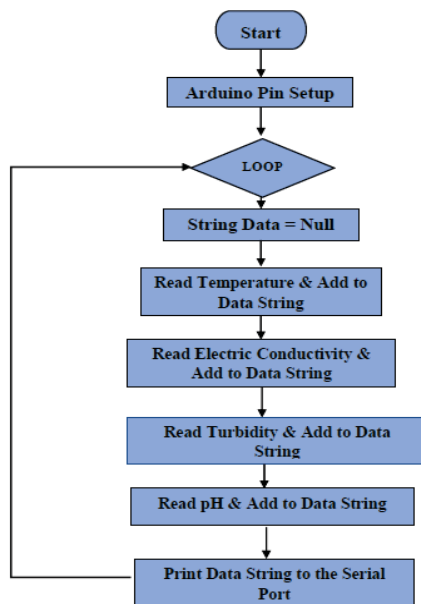 Start
Arduino Pin Setup
LOOP
String Data = Null
Read Temperature & Add to
Data String
Read Electric Conductivity &
Add to Data String
Read Turbidity & Add to Data
String
Read pH & Add to Data String
Print Data String to the Serial
Port